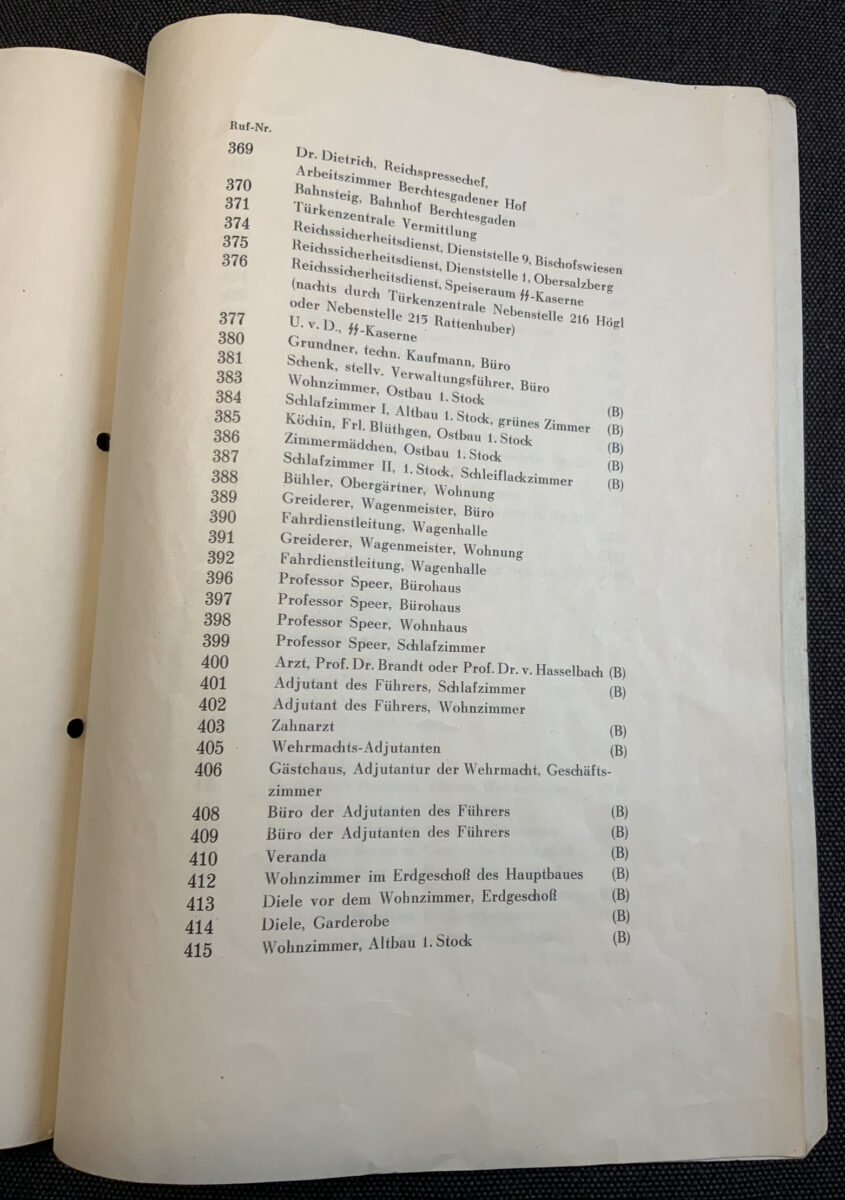 Ruf-Nr.
369 Dr. Dietrich, Reichspressechef,
Arbeitszimmer Berchtesgadener Hof
370 Bahnsteig, Bahnhof Berchtesgaden
371 Türkenzentrale Vermittlung
374 Reichssicherheitsdienst, Dienststelle 9, Bischofswiesen
375 Reichssicherheitsdienst, Dienststelle 1, Obersalzberg
376 Reichssicherheitsdienst, Speiseraum ᛋᛋ-Kaserne
(nachts durch Türkenzentrale Nebenstelle 216 Högl
oder Nebenstelle 215 Rattenhuber)
377 U. v. D., ᛋᛋ-Kaserne
380 Grundner, techn. Kaufmann, Büro
381 Schenk, stellv. Verwaltungsführer, Büro
383 Wohnzimmer, Ostbau 1. Stock (B)
384 Schlafzimmer I, Altbau 1. Stock, grünes Zimmer (B)
385 Köchin, Frl. Blüthgen, Ostbau 1. Stock (B)
386 Zimmermädchen, Ostbau 1. Stock (B)
387 Schlafzimmer II, 1. Stock, Schleiflackzimmer (B)
388 Bühler, Obergärtner, Wohnung
389 Greiderer, Wagenmeister, Büro
390 Fahrdienstleitung, Wagenhalle
391 Greiderer, Wagenmeister, Wohnung
392 Fahrdienstleitung, Wagenhalle
396 Professor Speer, Bürohaus
397 Professor Speer, Bürohaus
398 Professor Speer, Wohnhaus
399 Professor Speer, Schlafzimmer
400 Arzt, Prof. Dr. Brandt oder Prof. Dr. v. Hasselbach (B)
401 Adjutant des Führers, Schlafzimmer (B)
402 Adjutant des Führers, Wohnzimmer
403 Zahnarzt (B)
405 Wehrmachts-Adjutanten (B)
406 Gästehaus, Adjutantur der Wehrmacht, Geschäfts-
zimmer
408 Büro der Adjutanten des Führers (B)
409 Büro der Adjutanten des Führers (B)
410 Veranda (B)
412 Wohnzimmer im Erdgeschoß des Hauptbaues (B)
413 Diele vor dem Wohnzimmer, Erdgeschoß (B)
414 Diele, Garderobe (B)
415 Wohnzimmer, Altbau 1. Stock (B)